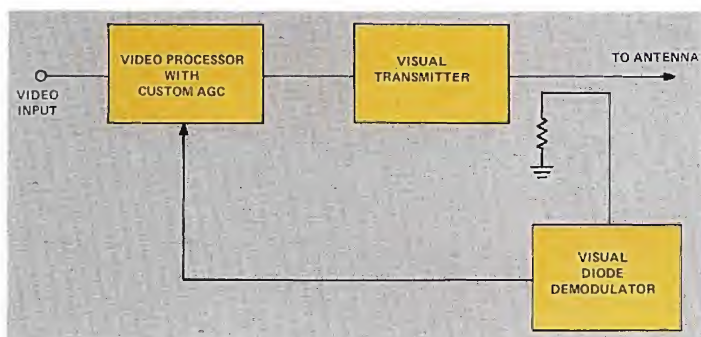 VIDEO
INPUT
VIDEO PROCESSOR
WITH
CUSTOM AGC
VISUAL
TRANSMITTER
TO ANTENNA
VISUAL
DIODE
DEMODULATOR